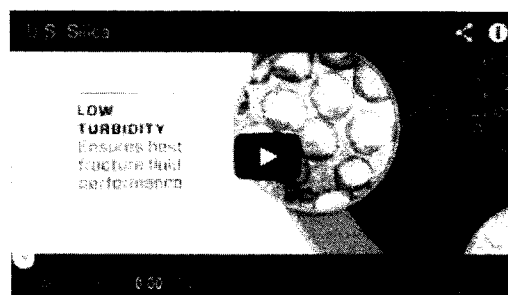 U.S. Silica
LOW
TURBIDITY
Ensures best
fracture fluid
performance
0:00